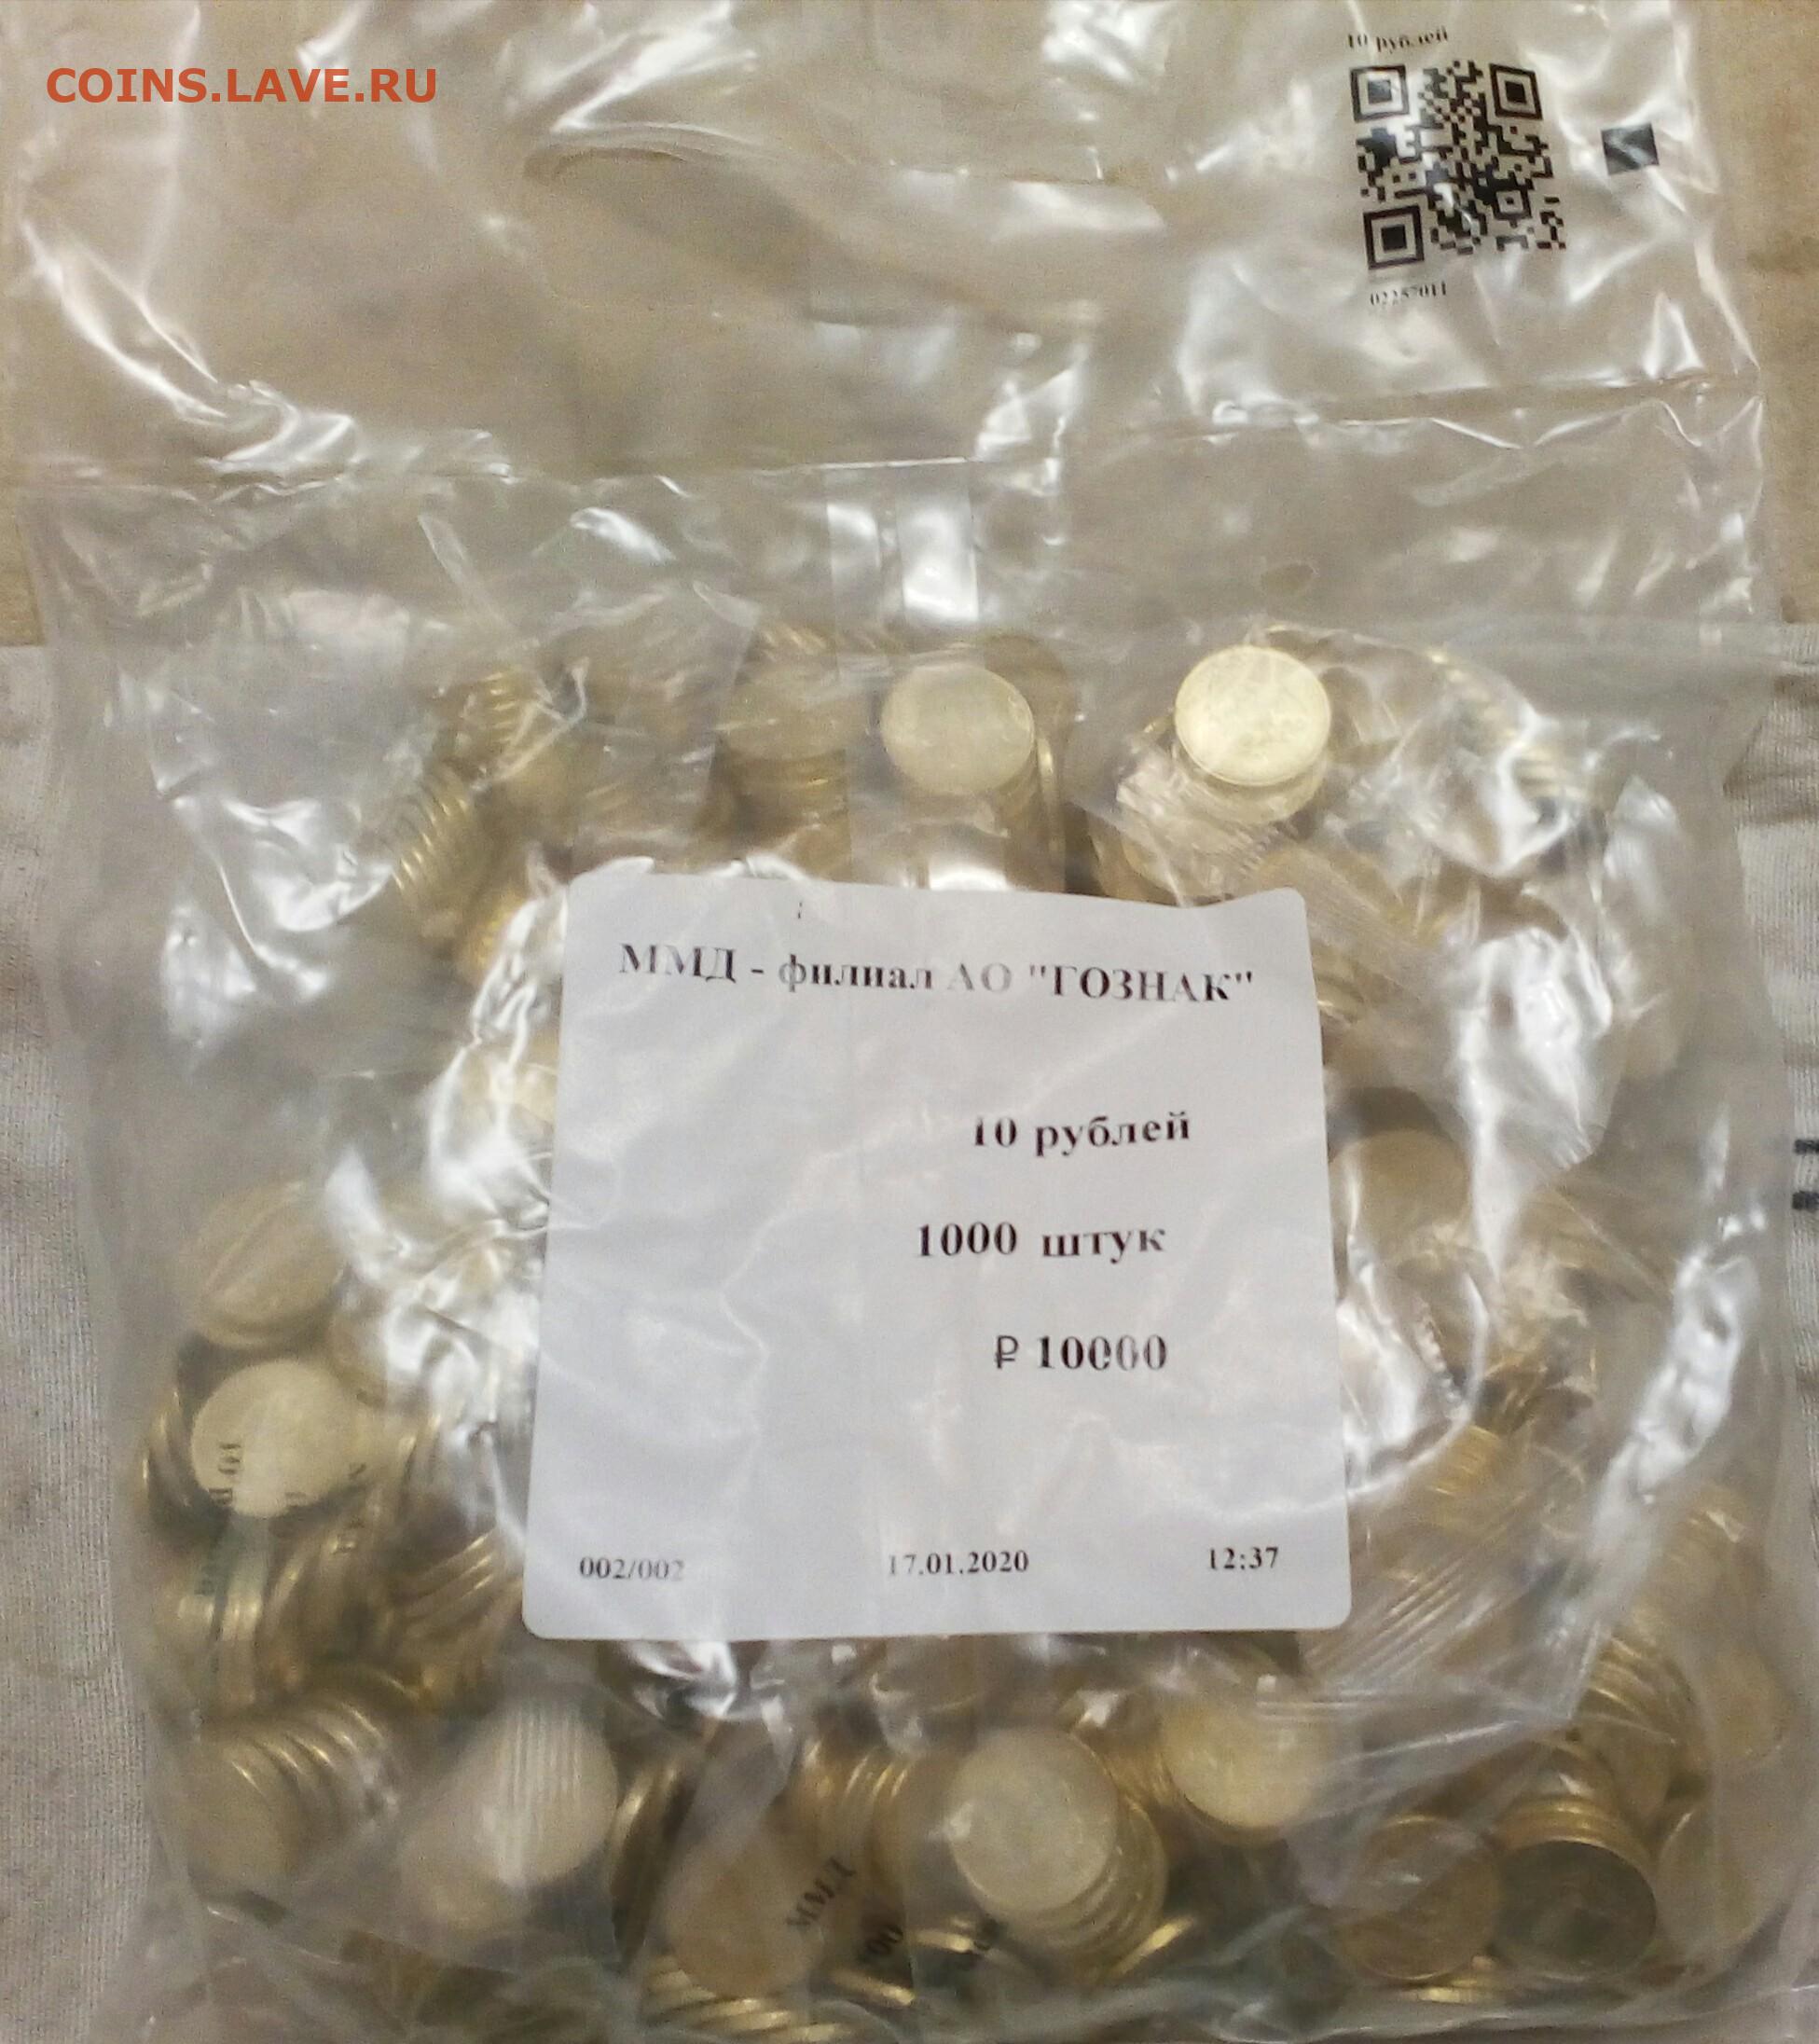 COINS.LAVE.RU
10 рублей
02257011
ММД - филиал АО "ГОЗНАК"
10 рублей
1000 штук
₽ 10000
002/002
17.01.2020
12:37
ММД